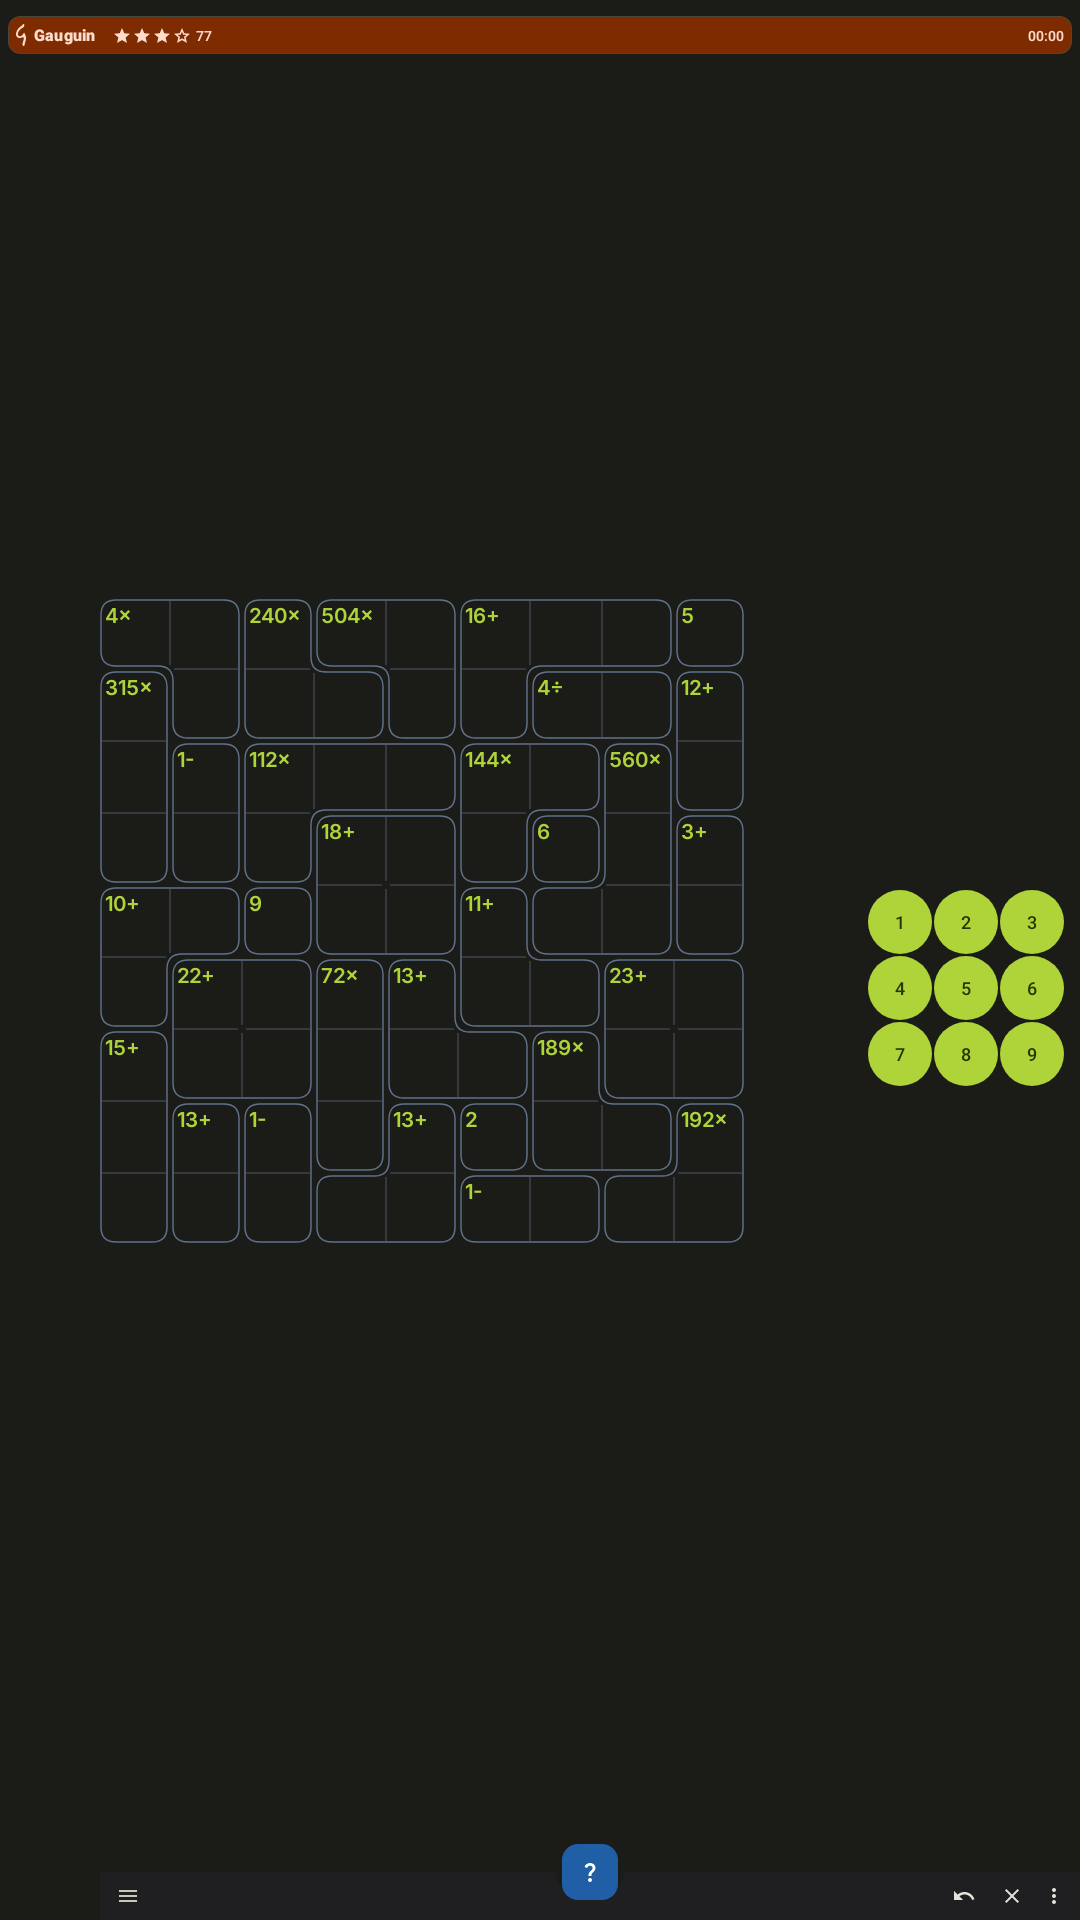 Gauguin 77 00:00
4× 240× 504× 16+ 5
315× 4÷ 12+
1- 112× 144× 560×
18+ 6 3+
10+ 9 11+
1 2 3
22+ 72× 13+ 23+
4 5 6
15+ 189×
7 8 9
13+ 1- 13+ 2 192×
1-
?